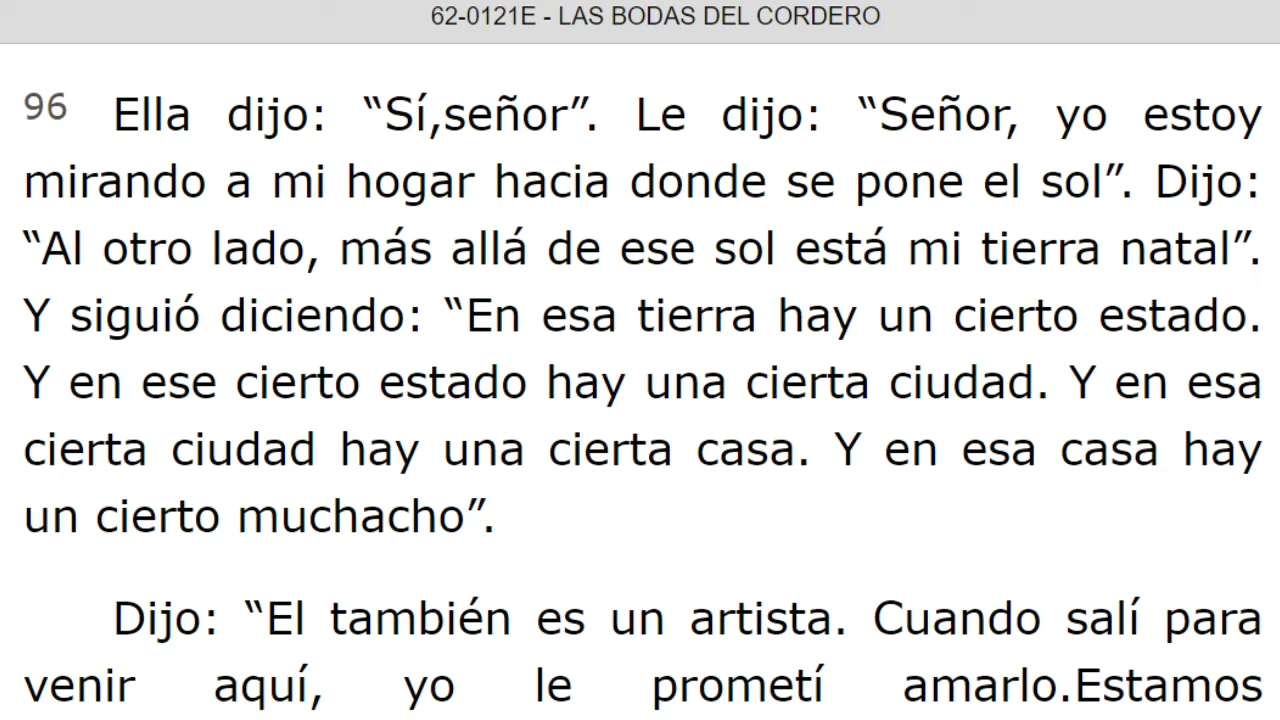 62-0121E - LAS BODAS DEL CORDERO
96 Ella dijo: “Sí,señor”. Le dijo: “Señor, yo estoy
mirando a mi hogar hacia donde se pone el sol”. Dijo:
“Al otro lado, más allá de ese sol está mi tierra natal”.
Y siguió diciendo: “En esa tierra hay un cierto estado.
Y en ese cierto estado hay una cierta ciudad. Y en esa
cierta ciudad hay una cierta casa. Y en esa casa hay
un cierto muchacho”.
Dijo: “El también es un artista. Cuando salí para
venir aquí, yo le prometí amarlo.Estamos